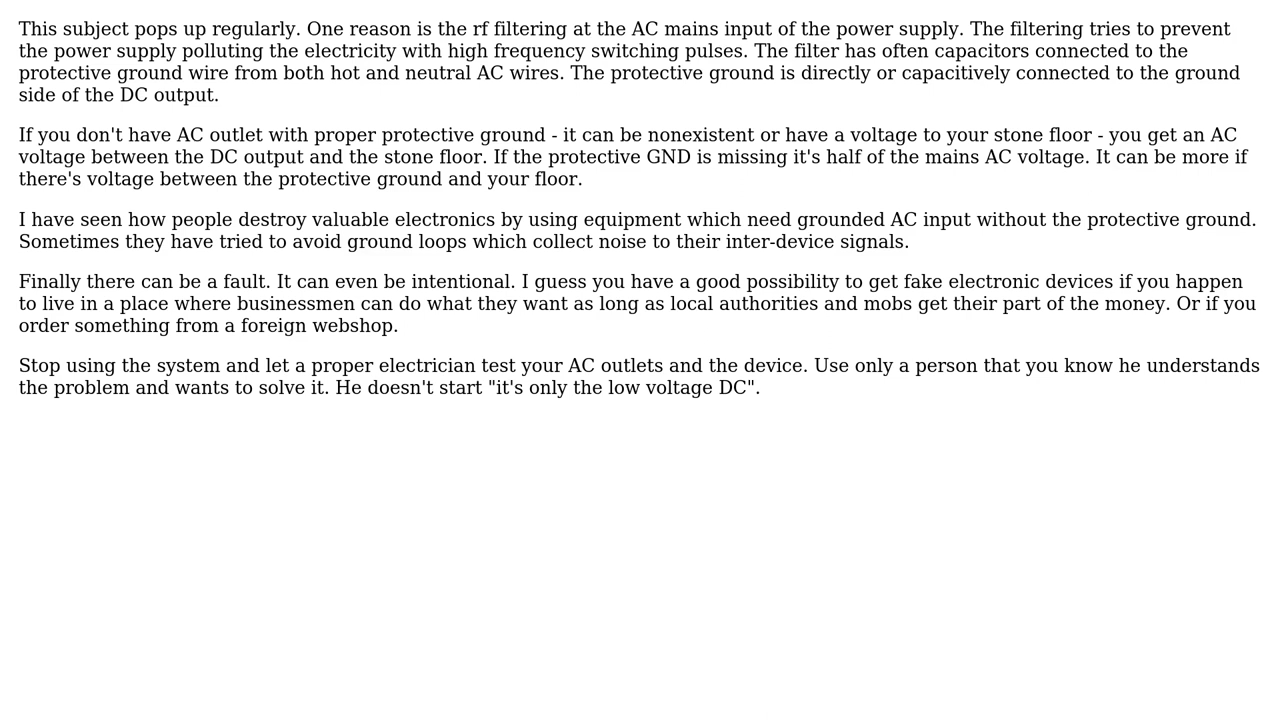 This subject pops up regularly. One reason is the rf filtering at the AC mains input of the power supply. The filtering tries to prevent
the power supply polluting the electricity with high frequency switching pulses. The filter has often capacitors connected to the
protective ground wire from both hot and neutral AC wires. The protective ground is directly or capacitively connected to the ground
side of the DC output.
If you don't have AC outlet with proper protective ground - it can be nonexistent or have a voltage to your stone floor - you get an AC
voltage between the DC output and the stone floor. If the protective GND is missing it's half of the mains AC voltage. It can be more if
there's voltage between the protective ground and your floor.
I have seen how people destroy valuable electronics by using equipment which need grounded AC input without the protective ground.
Sometimes they have tried to avoid ground loops which collect noise to their inter-device signals.
Finally there can be a fault. It can even be intentional. I guess you have a good possibility to get fake electronic devices if you happen
to live in a place where businessmen can do what they want as long as local authorities and mobs get their part of the money. Or if you
order something from a foreign webshop.
Stop using the system and let a proper electrician test your AC outlets and the device. Use only a person that you know he understands
the problem and wants to solve it. He doesn't start "it's only the low voltage DC".